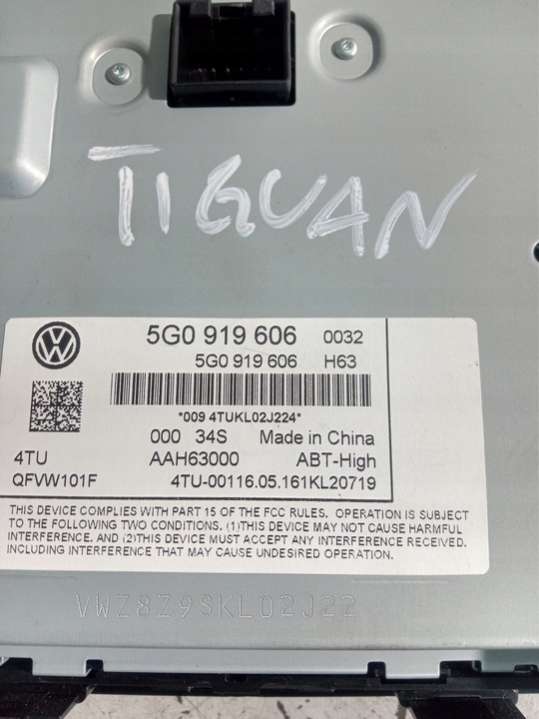 TIGUAN
5G0 919 606 0032
5G0 919 606 H63
*009 4TUKL02J224*
000 34S Made in China
4TU AAH63000 ABT-High
QFVW101F 4TU-00116.05.161KL20719
THIS DEVICE COMPLIES WITH PART 15 OF THE FCC RULES. OPERATION IS SUBJECT
TO THE FOLLOWING TWO CONDITIONS. (1)THIS DEVICE MAY NOT CAUSE HARMFUL
INTERFERENCE. AND (2)THIS DEVICE MUST ACCEPT ANY INTERFERENCE RECEIVED.
INCLUDING INTERFERENCE THAT MAY CAUSE UNDESIRED OPERATION.
VWZ8Z9SKL02J22